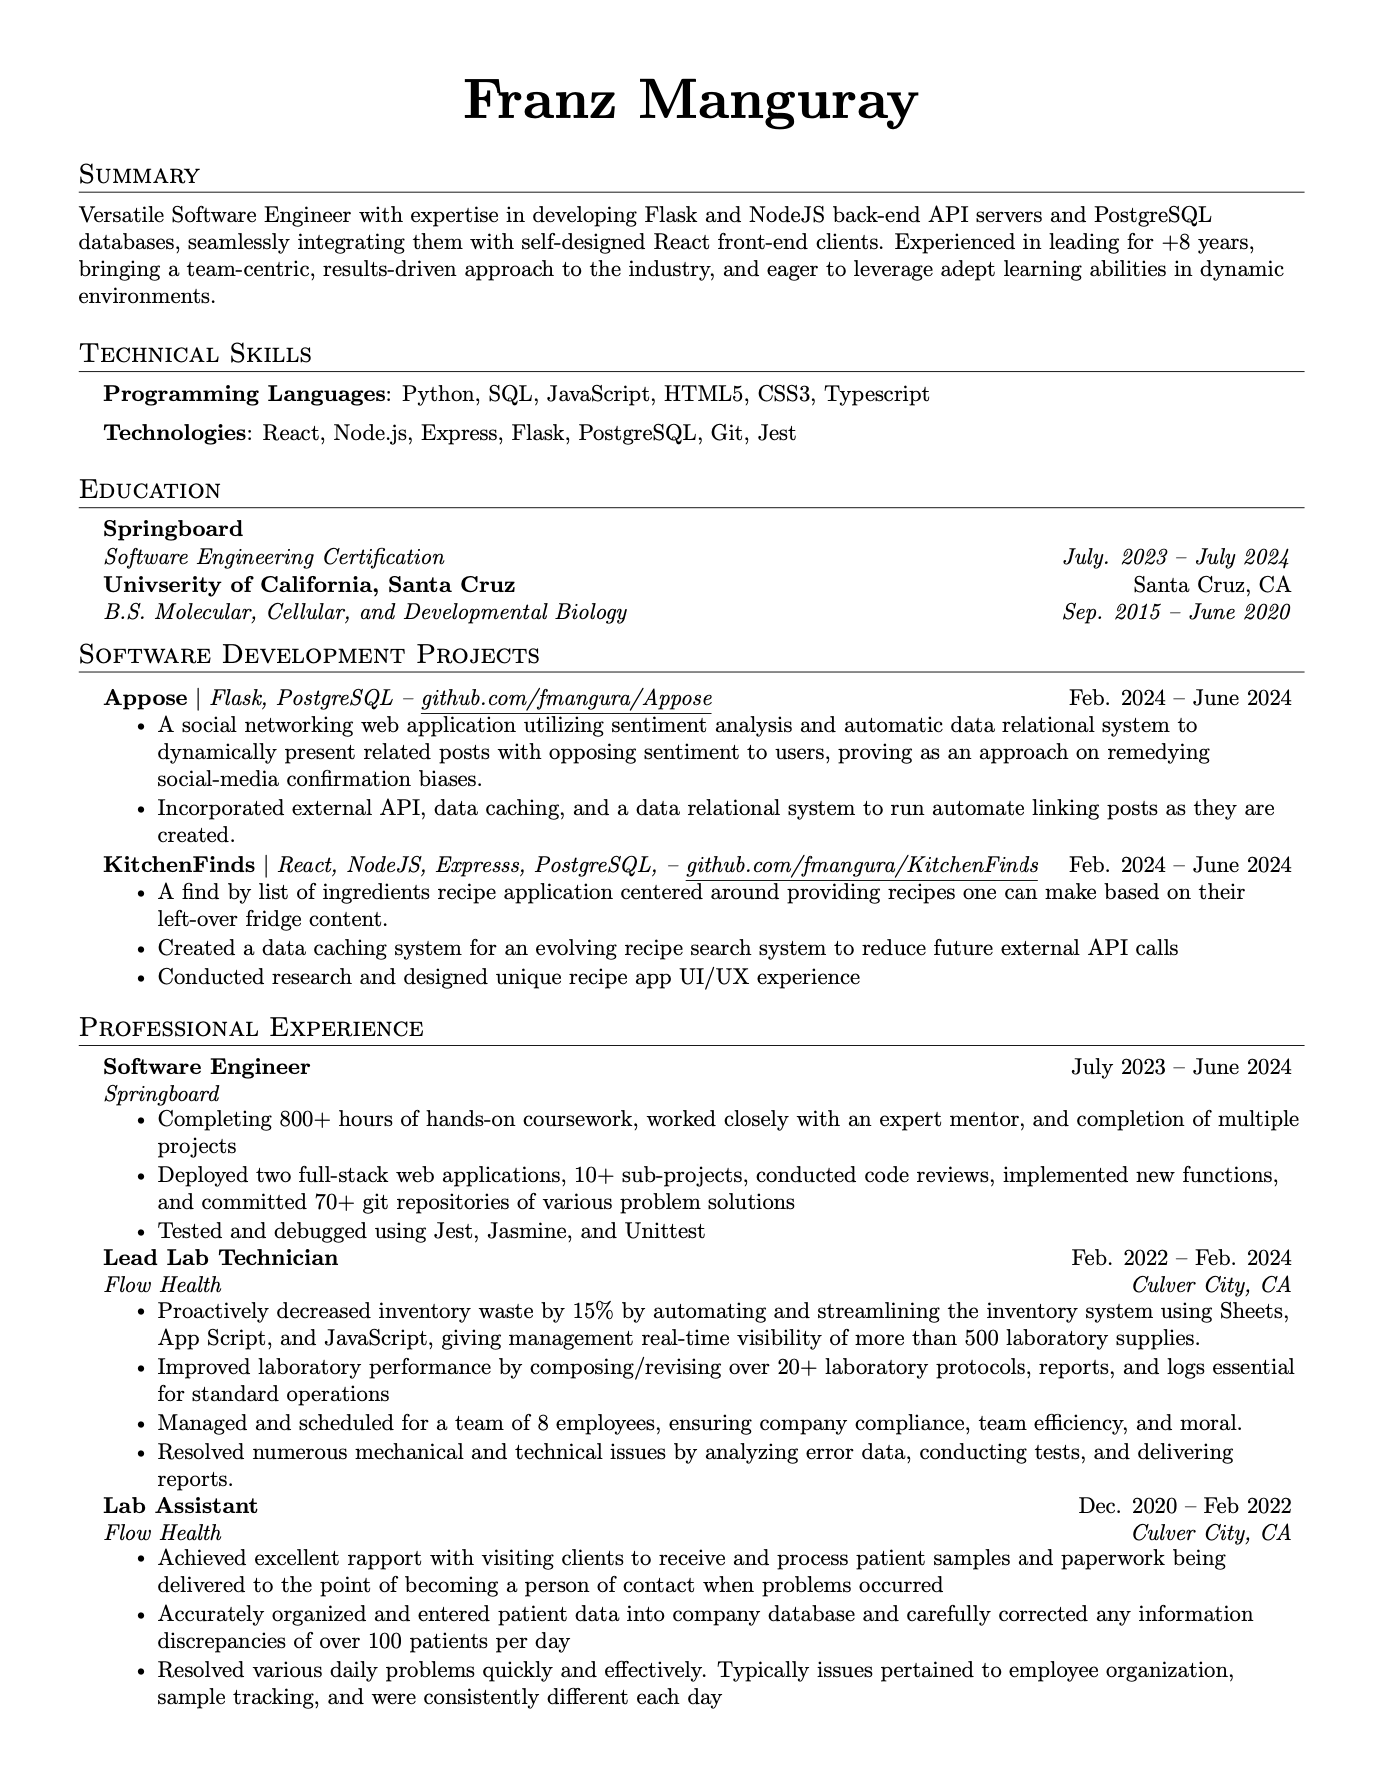 Franz Manguray
Summary
Versatile Software Engineer with expertise in developing Flask and NodeJS back-end API servers and PostgreSQL
databases, seamlessly integrating them with self-designed React front-end clients. Experienced in leading for +8 years,
bringing a team-centric, results-driven approach to the industry, and eager to leverage adept learning abilities in dynamic
environments.
Technical Skills
Programming Languages: Python, SQL, JavaScript, HTML5, CSS3, Typescript
Technologies: React, Node.js, Express, Flask, PostgreSQL, Git, Jest
Education
Springboard
Software Engineering Certification July. 2023 – July 2024
Univserity of California, Santa Cruz Santa Cruz, CA
B.S. Molecular, Cellular, and Developmental Biology Sep. 2015 – June 2020
Software Development Projects
Appose | Flask, PostgreSQL – github.com/fmangura/Appose Feb. 2024 – June 2024
• A social networking web application utilizing sentiment analysis and automatic data relational system to
dynamically present related posts with opposing sentiment to users, proving as an approach on remedying
social-media confirmation biases.
• Incorporated external API, data caching, and a data relational system to run automate linking posts as they are
created.
KitchenFinds | React, NodeJS, Expresss, PostgreSQL, – github.com/fmangura/KitchenFinds Feb. 2024 – June 2024
• A find by list of ingredients recipe application centered around providing recipes one can make based on their
left-over fridge content.
• Created a data caching system for an evolving recipe search system to reduce future external API calls
• Conducted research and designed unique recipe app UI/UX experience
Professional Experience
Software Engineer July 2023 – June 2024
Springboard
• Completing 800+ hours of hands-on coursework, worked closely with an expert mentor, and completion of multiple
projects
• Deployed two full-stack web applications, 10+ sub-projects, conducted code reviews, implemented new functions,
and committed 70+ git repositories of various problem solutions
• Tested and debugged using Jest, Jasmine, and Unittest
Lead Lab Technician Feb. 2022 – Feb. 2024
Flow Health Culver City, CA
• Proactively decreased inventory waste by 15% by automating and streamlining the inventory system using Sheets,
App Script, and JavaScript, giving management real-time visibility of more than 500 laboratory supplies.
• Improved laboratory performance by composing/revising over 20+ laboratory protocols, reports, and logs essential
for standard operations
• Managed and scheduled for a team of 8 employees, ensuring company compliance, team efficiency, and moral.
• Resolved numerous mechanical and technical issues by analyzing error data, conducting tests, and delivering
reports.
Lab Assistant Dec. 2020 – Feb 2022
Flow Health Culver City, CA
• Achieved excellent rapport with visiting clients to receive and process patient samples and paperwork being
delivered to the point of becoming a person of contact when problems occurred
• Accurately organized and entered patient data into company database and carefully corrected any information
discrepancies of over 100 patients per day
• Resolved various daily problems quickly and effectively. Typically issues pertained to employee organization,
sample tracking, and were consistently different each day